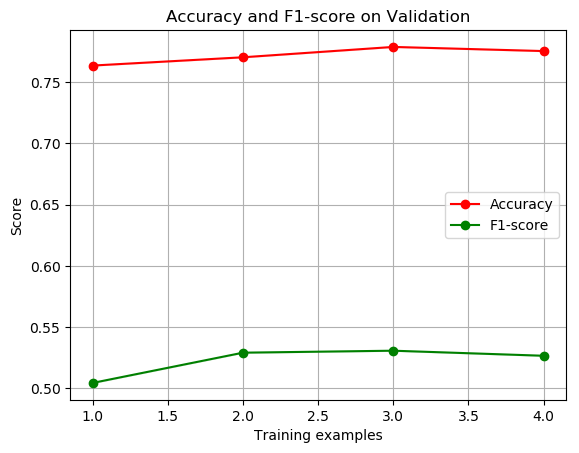 Accuracy and F1-score on Validation
0.75
0.70
0.65
0.60
0.55
0.50
Score
Accuracy
F1-score
1.0 1.5 2.0 2.5 3.0 3.5 4.0
Training examples